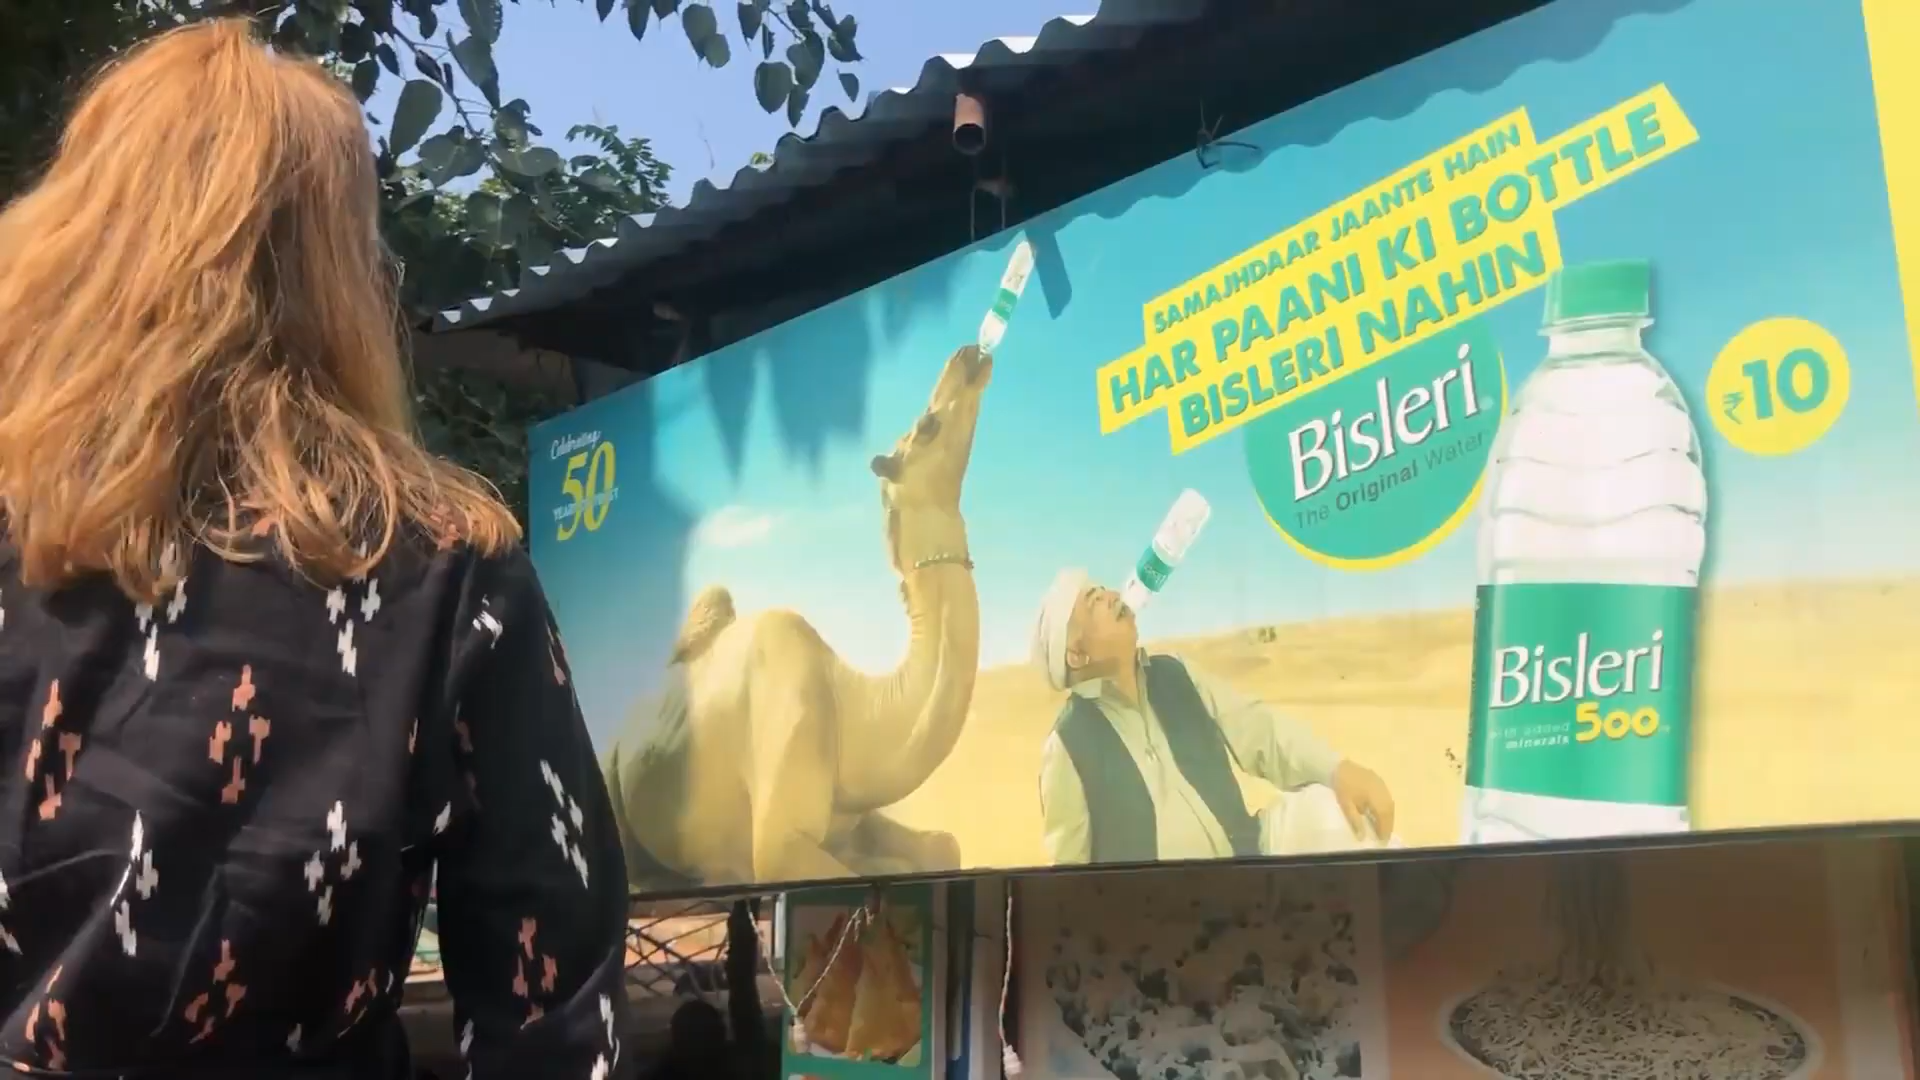 Celebrating
50
SAMAJHDAAR JAANTE HAIN
HAR PAANI KI BOTTLE
BISLERI NAHIN
Bisleri
The Original Water
₹10
Bisleri
with added
minerals 500